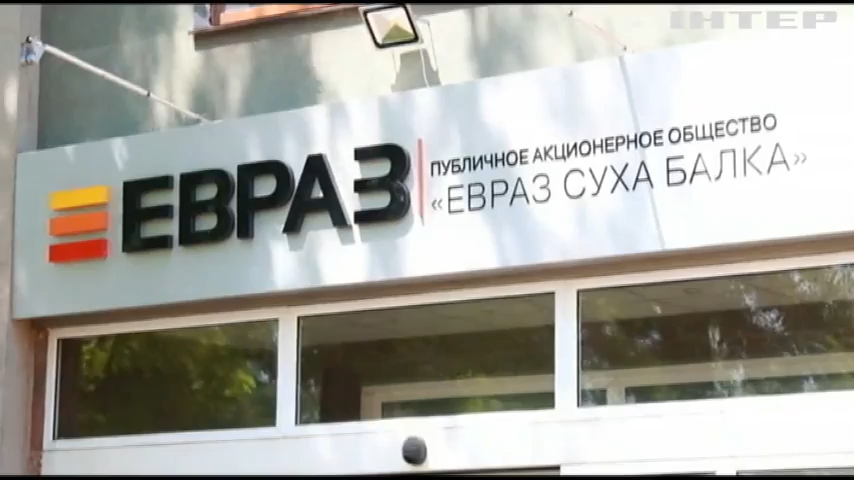 ІНТЕР
ЕВРАЗ
ПУБЛИЧНОЕ АКЦИОНЕРНОЕ ОБЩЕСТВО
«ЕВРАЗ СУХА БАЛКА»